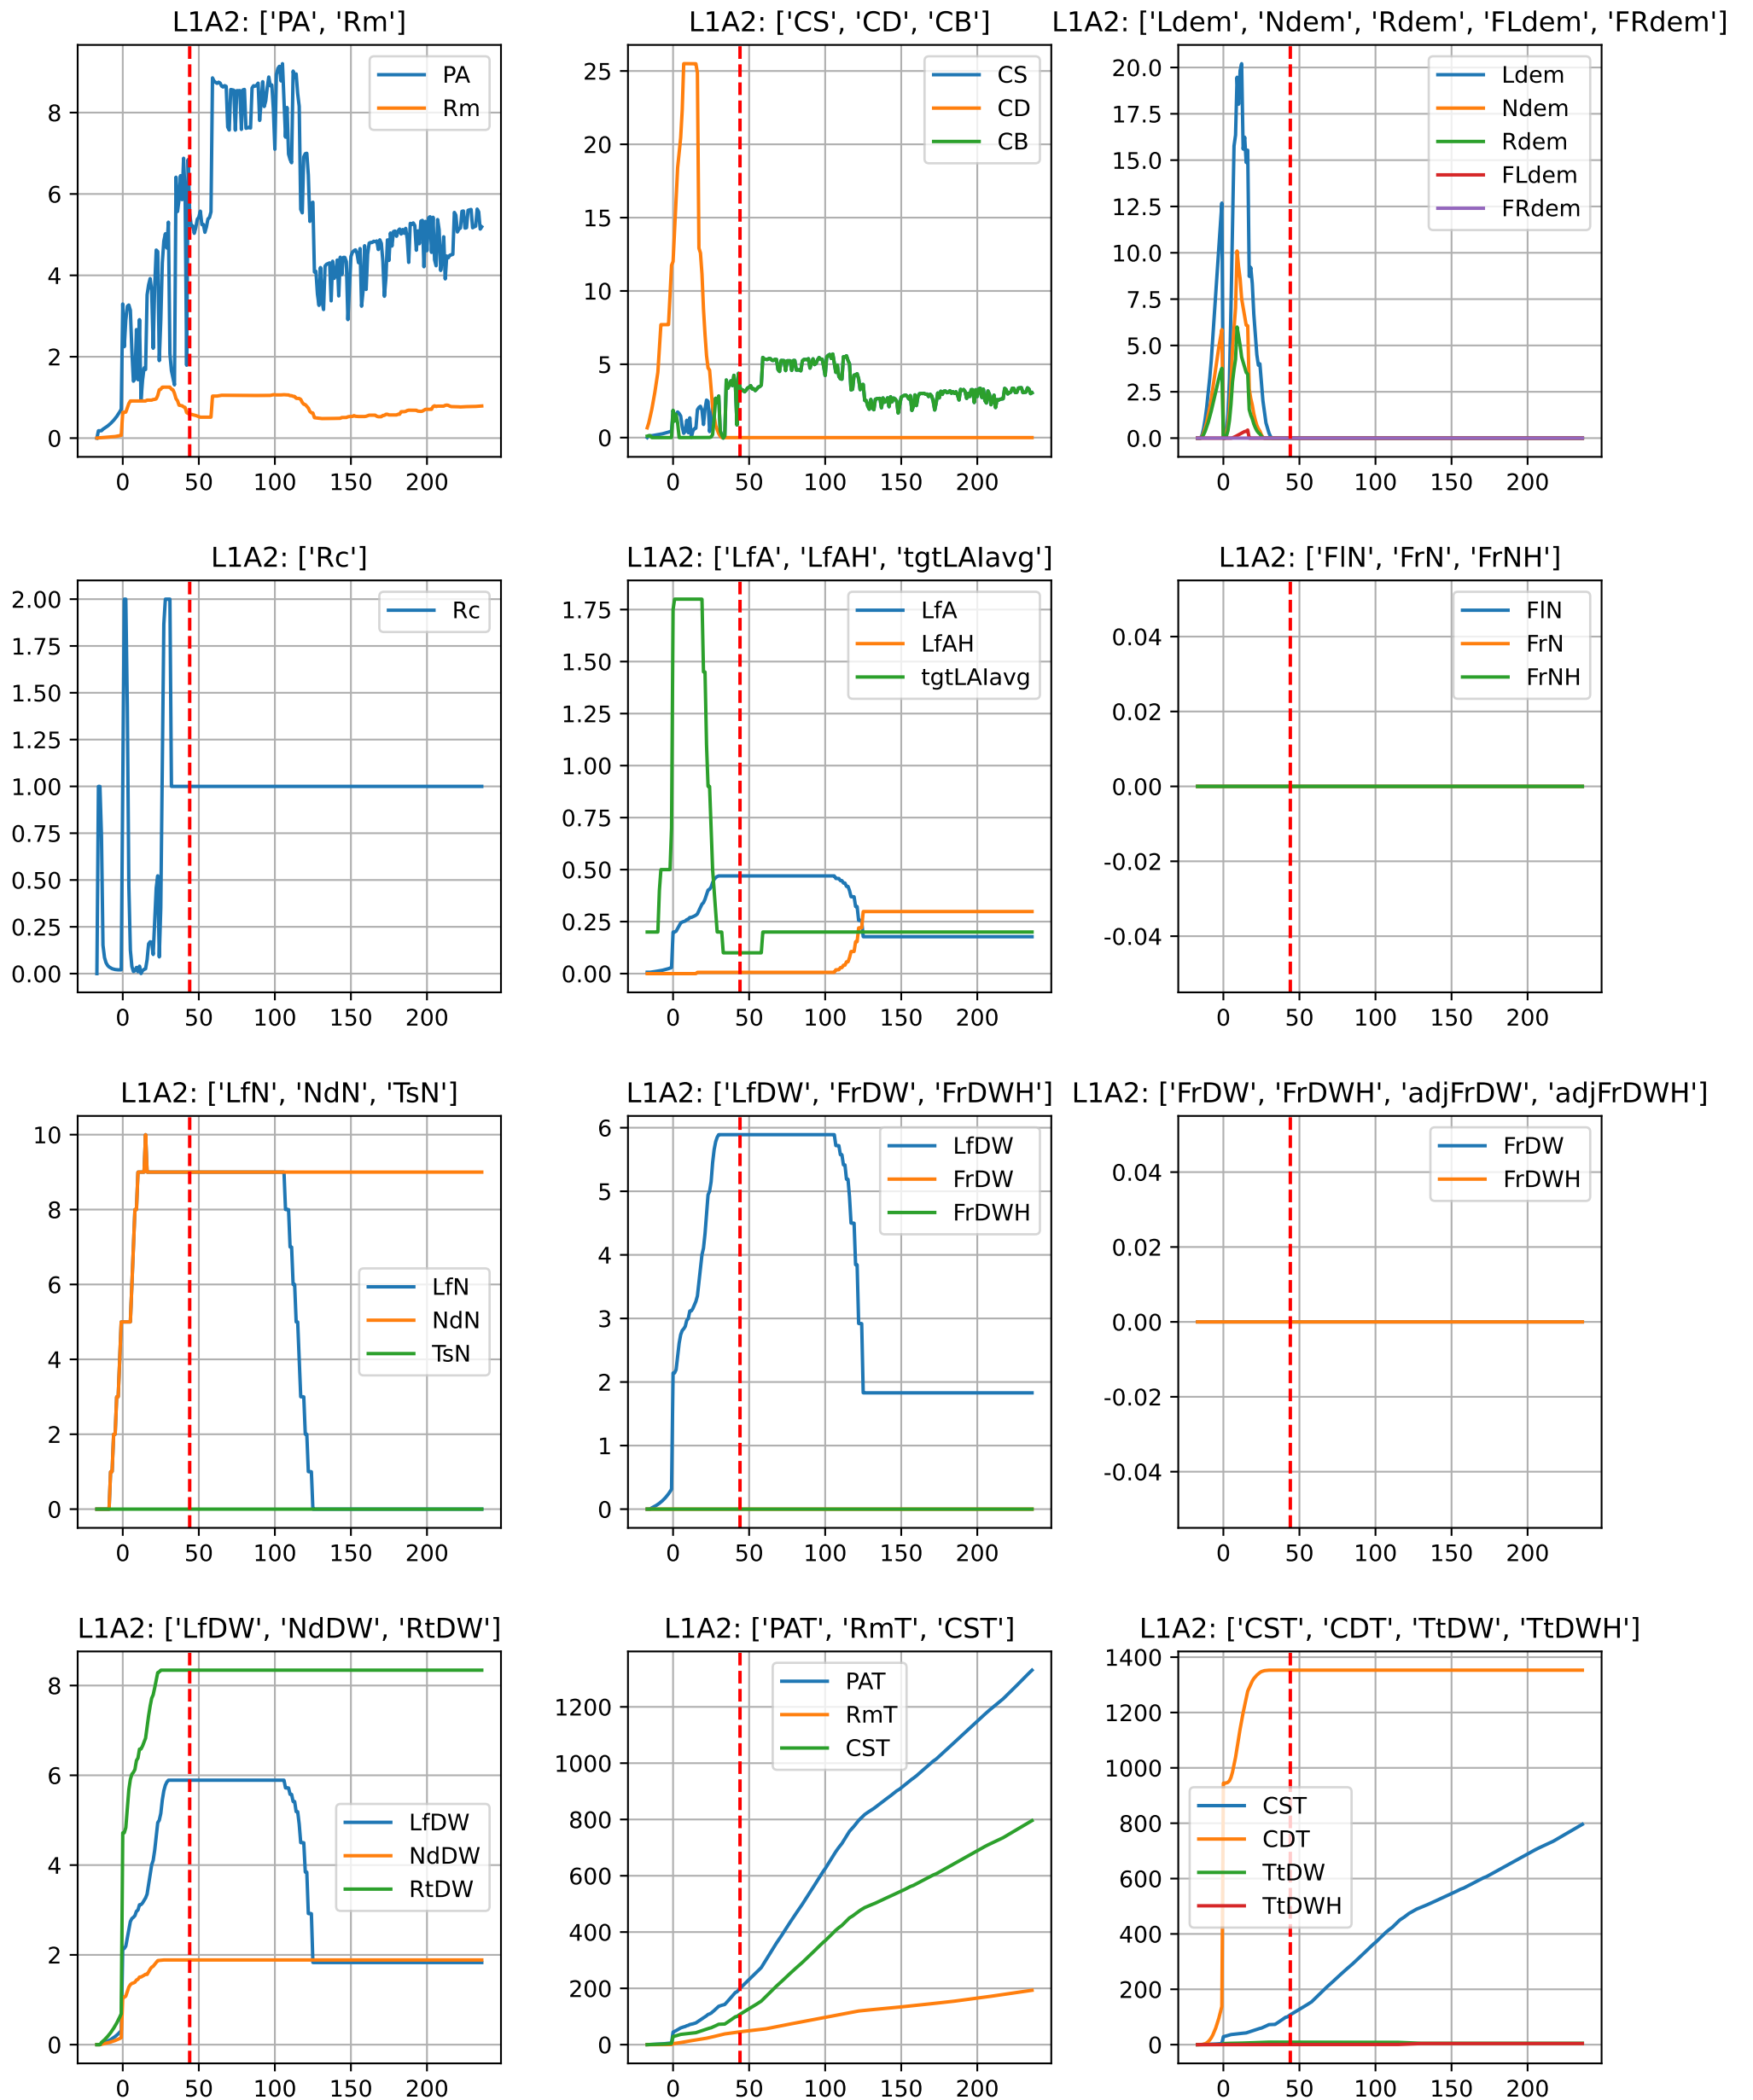 L1A2: ['PA', 'Rm']
8
6
4
2
0
0 50 100 150 200
PA
Rm
L1A2: ['CS', 'CD', 'CB']
25
20
15
10
5
0
0 50 100 150 200
CS
CD
CB
L1A2: ['Ldem', 'Ndem', 'Rdem', 'FLdem', 'FRdem']
20.0
17.5
15.0
12.5
10.0
7.5
5.0
2.5
0.0
0 50 100 150 200
Ldem
Ndem
Rdem
FLdem
FRdem
L1A2: ['Rc']
2.00
1.75
1.50
1.25
1.00
0.75
0.50
0.25
0.00
0 50 100 150 200
Rc
L1A2: ['LfA', 'LfAH', 'tgtLAIavg']
1.75
1.50
1.25
1.00
0.75
0.50
0.25
0.00
0 50 100 150 200
LfA
LfAH
tgtLAIavg
L1A2: ['FlN', 'FrN', 'FrNH']
0.04
0.02
0.00
-0.02
-0.04
0 50 100 150 200
FlN
FrN
FrNH
L1A2: ['LfN', 'NdN', 'TsN']
10
8
6
4
2
0
0 50 100 150 200
LfN
NdN
TsN
L1A2: ['LfDW', 'FrDW', 'FrDWH']
6
5
4
3
2
1
0
0 50 100 150 200
LfDW
FrDW
FrDWH
L1A2: ['FrDW', 'FrDWH', 'adjFrDW', 'adjFrDWH']
0.04
0.02
0.00
-0.02
-0.04
0 50 100 150 200
FrDW
FrDWH
L1A2: ['LfDW', 'NdDW', 'RtDW']
8
6
4
2
0
0 50 100 150 200
LfDW
NdDW
RtDW
L1A2: ['PAT', 'RmT', 'CST']
1200
1000
800
600
400
200
0
0 50 100 150 200
PAT
RmT
CST
L1A2: ['CST', 'CDT', 'TtDW', 'TtDWH']
1400
1200
1000
800
600
400
200
0
0 50 100 150 200
CST
CDT
TtDW
TtDWH